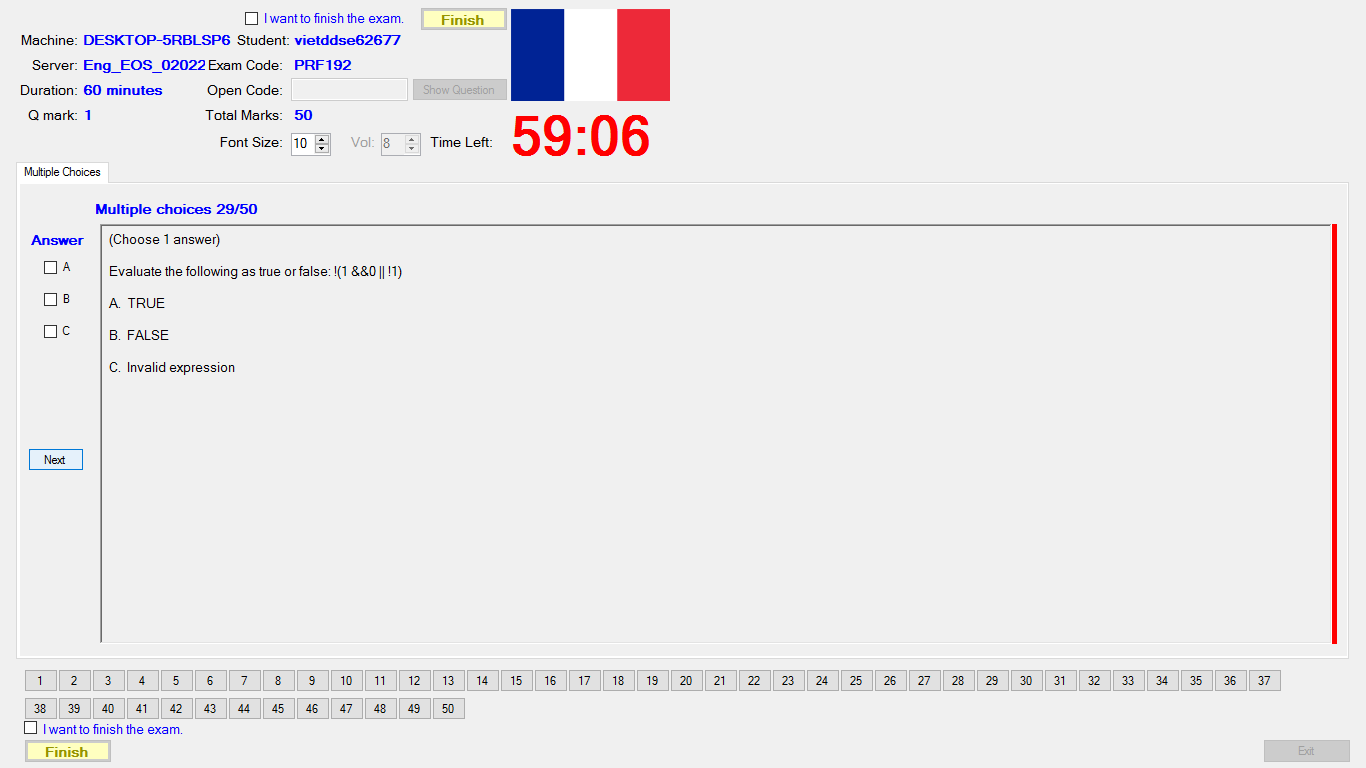 I want to finish the exam. Finish
Machine: DESKTOP-5RBLSP6 Student: vietddse62677
Server: Eng_EOS_02022 Exam Code: PRF192
Duration: 60 minutes Open Code: Show Question
Q mark: 1 Total Marks: 50
Font Size: 10 Vol: 8 Time Left: 59:06
Multiple Choices
Multiple choices 29/50
Answer
(Choose 1 answer)
A
Evaluate the following as true or false: !(1 &&0 || !1)
B
A. TRUE
C
B. FALSE
C. Invalid expression
Next
1 2 3 4 5 6 7 8 9 10 11 12 13 14 15 16 17 18 19 20 21 22 23 24 25 26 27 28 29 30 31 32 33 34 35 36 37
38 39 40 41 42 43 44 45 46 47 48 49 50
I want to finish the exam.
Finish Exit